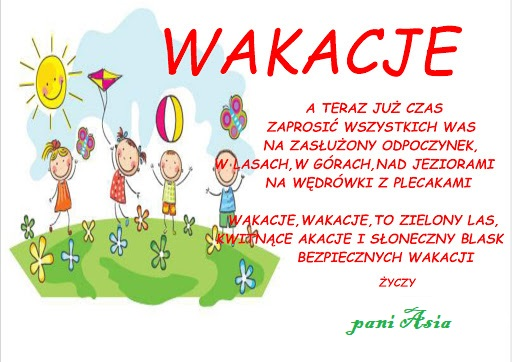 WAKACJE
A TERAZ JUŻ CZAS
ZAPROSIĆ WSZYSTKICH WAS
NA ZASŁUŻONY ODPOCZYNEK,
W LASACH,W GÓRACH,NAD JEZIORAMI
NA WĘDRÓWKI Z PLECAKAMI
WAKACJE,WAKACJE,TO ZIELONY LAS,
KWITNĄCE AKACJE I SŁONECZNY BLASK
BEZPIECZNYCH WAKACJI
ŻYCZY
pani Asia